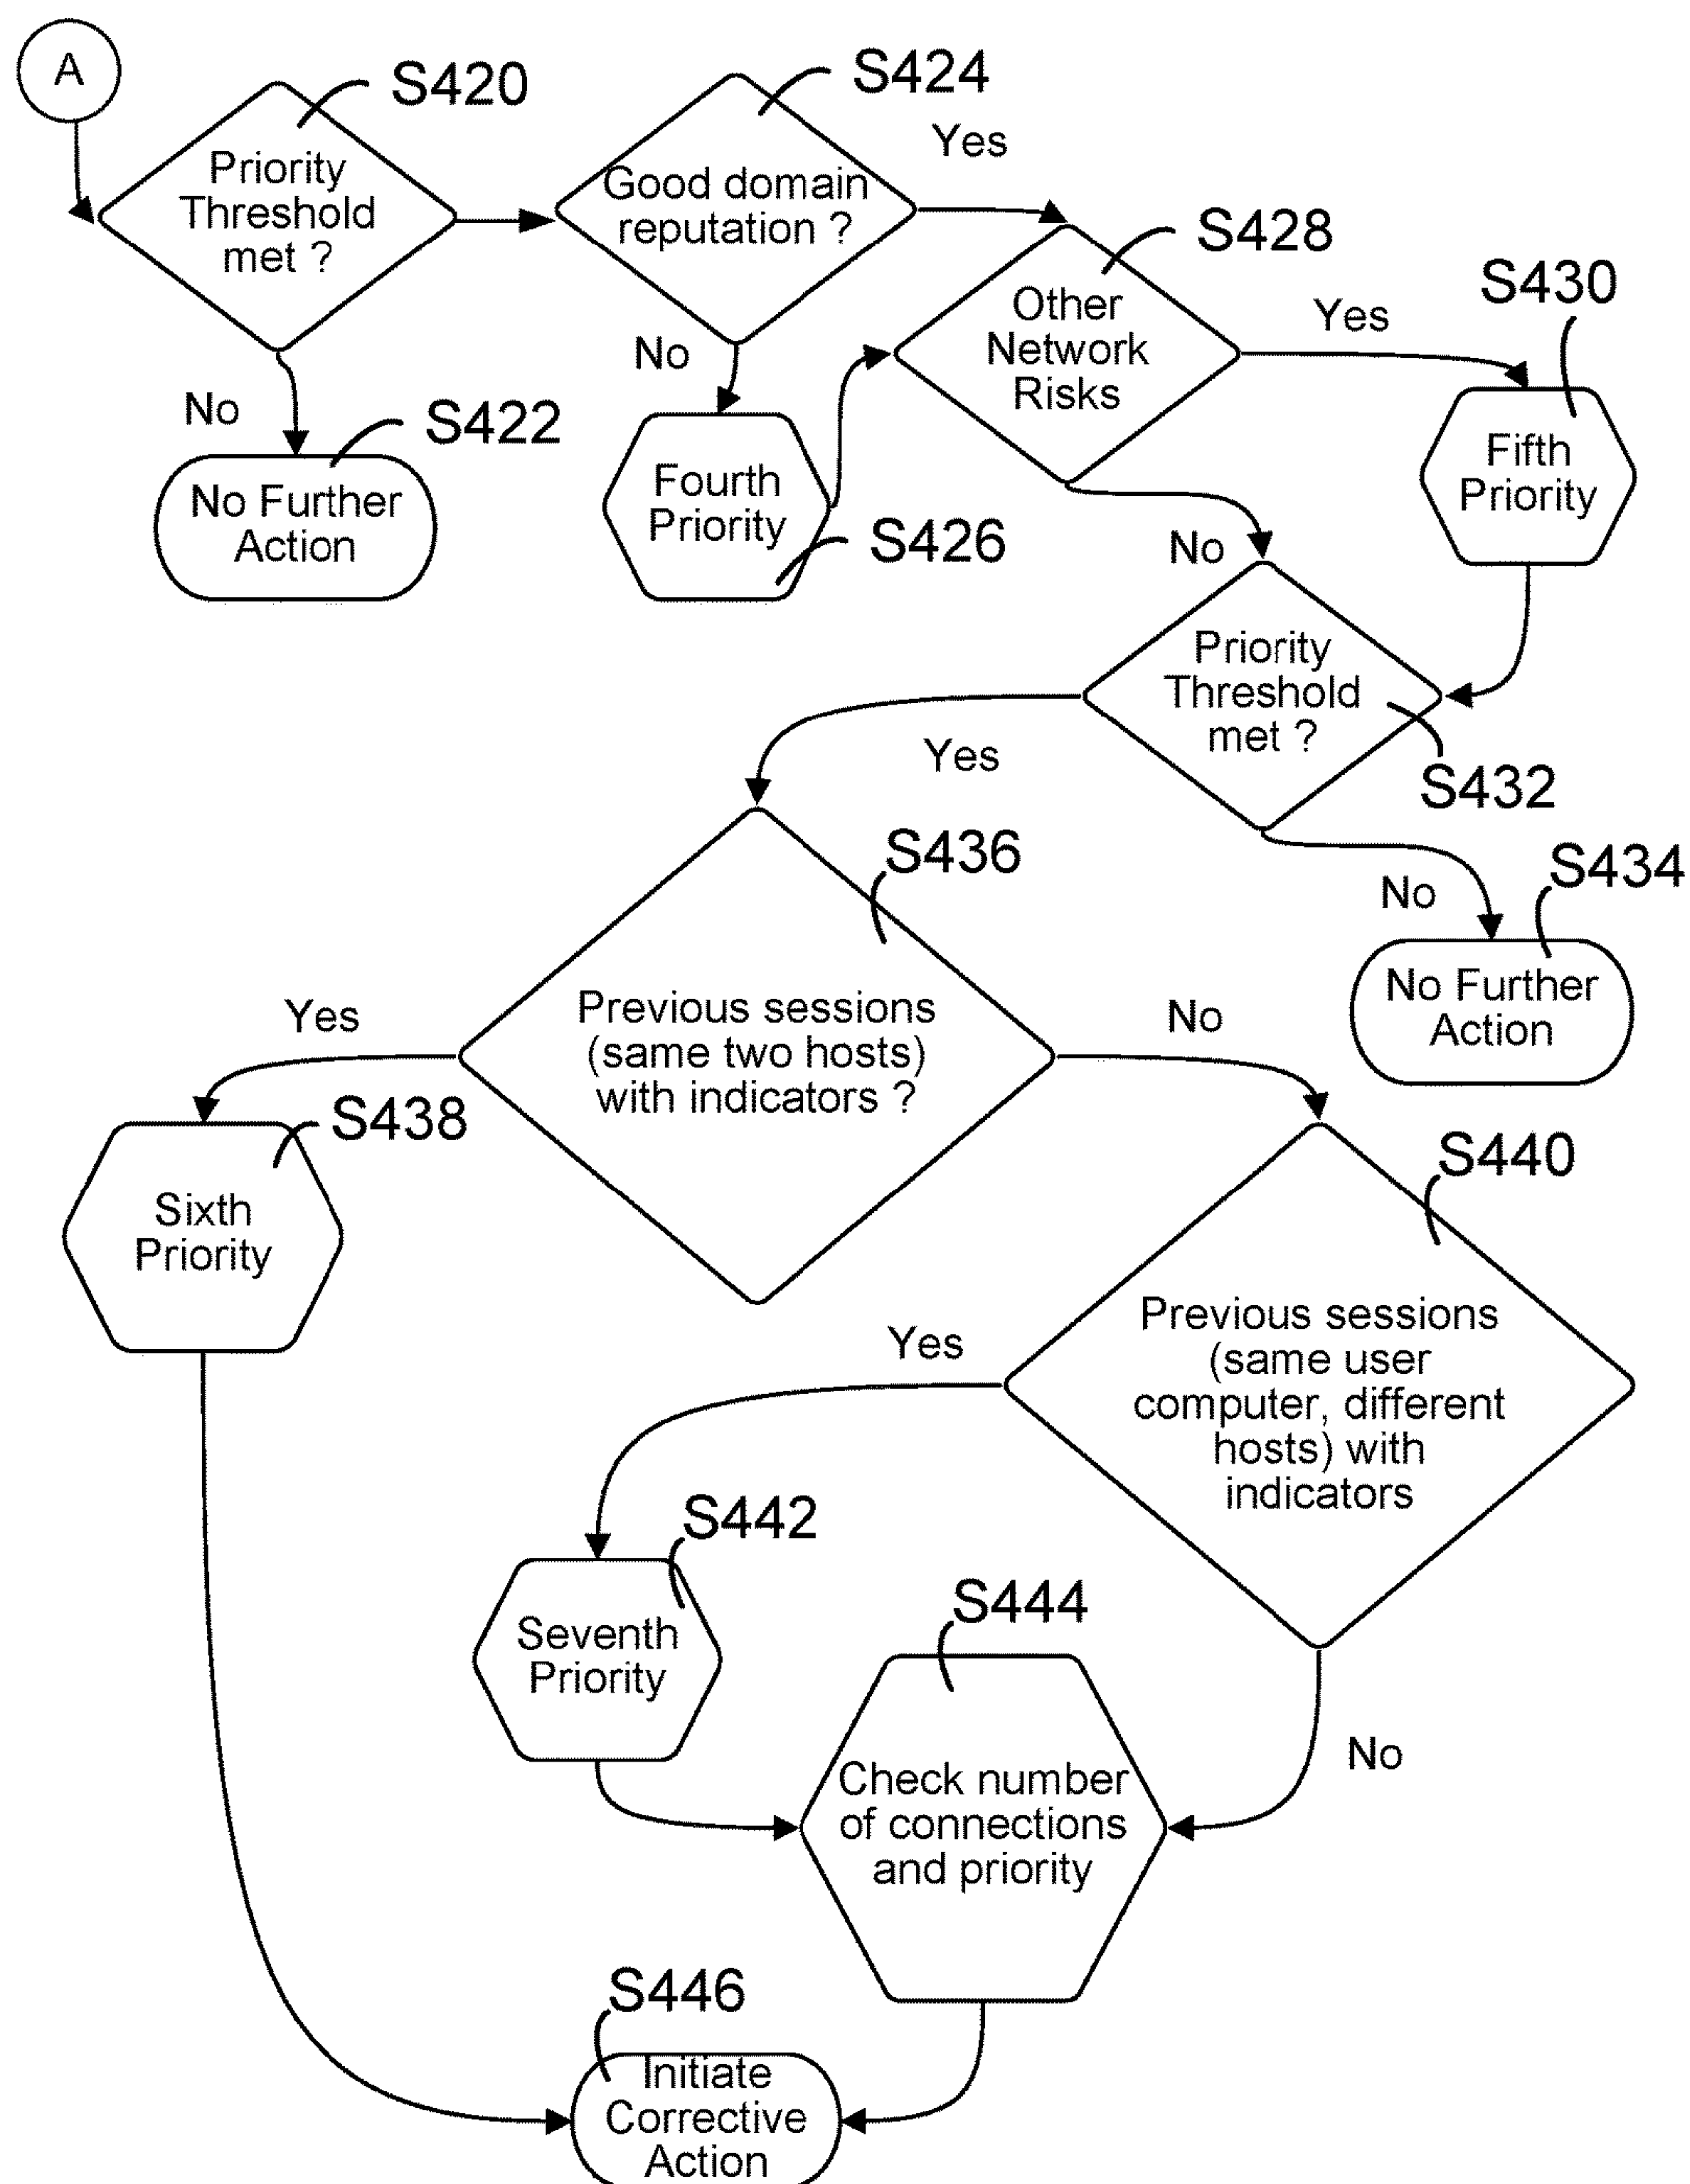 A
S420
Priority
Threshold
met ?
S424
Good domain
reputation ?
Yes
S428
Other
Network
Risks
Yes
S430
Fifth
Priority
No
No
S422
No Further
Action
Fourth
Priority
S426
No
Priority
Threshold
met ?
S432
Yes
No
S434
No Further
Action
S436
Previous sessions
(same two hosts)
with indicators ?
Yes
No
S438
Sixth
Priority
S440
Previous sessions
(same user
computer, different
hosts) with
indicators
Yes
No
S442
Seventh
Priority
S444
Check number
of connections
and priority
S446
Initiate
Corrective
Action